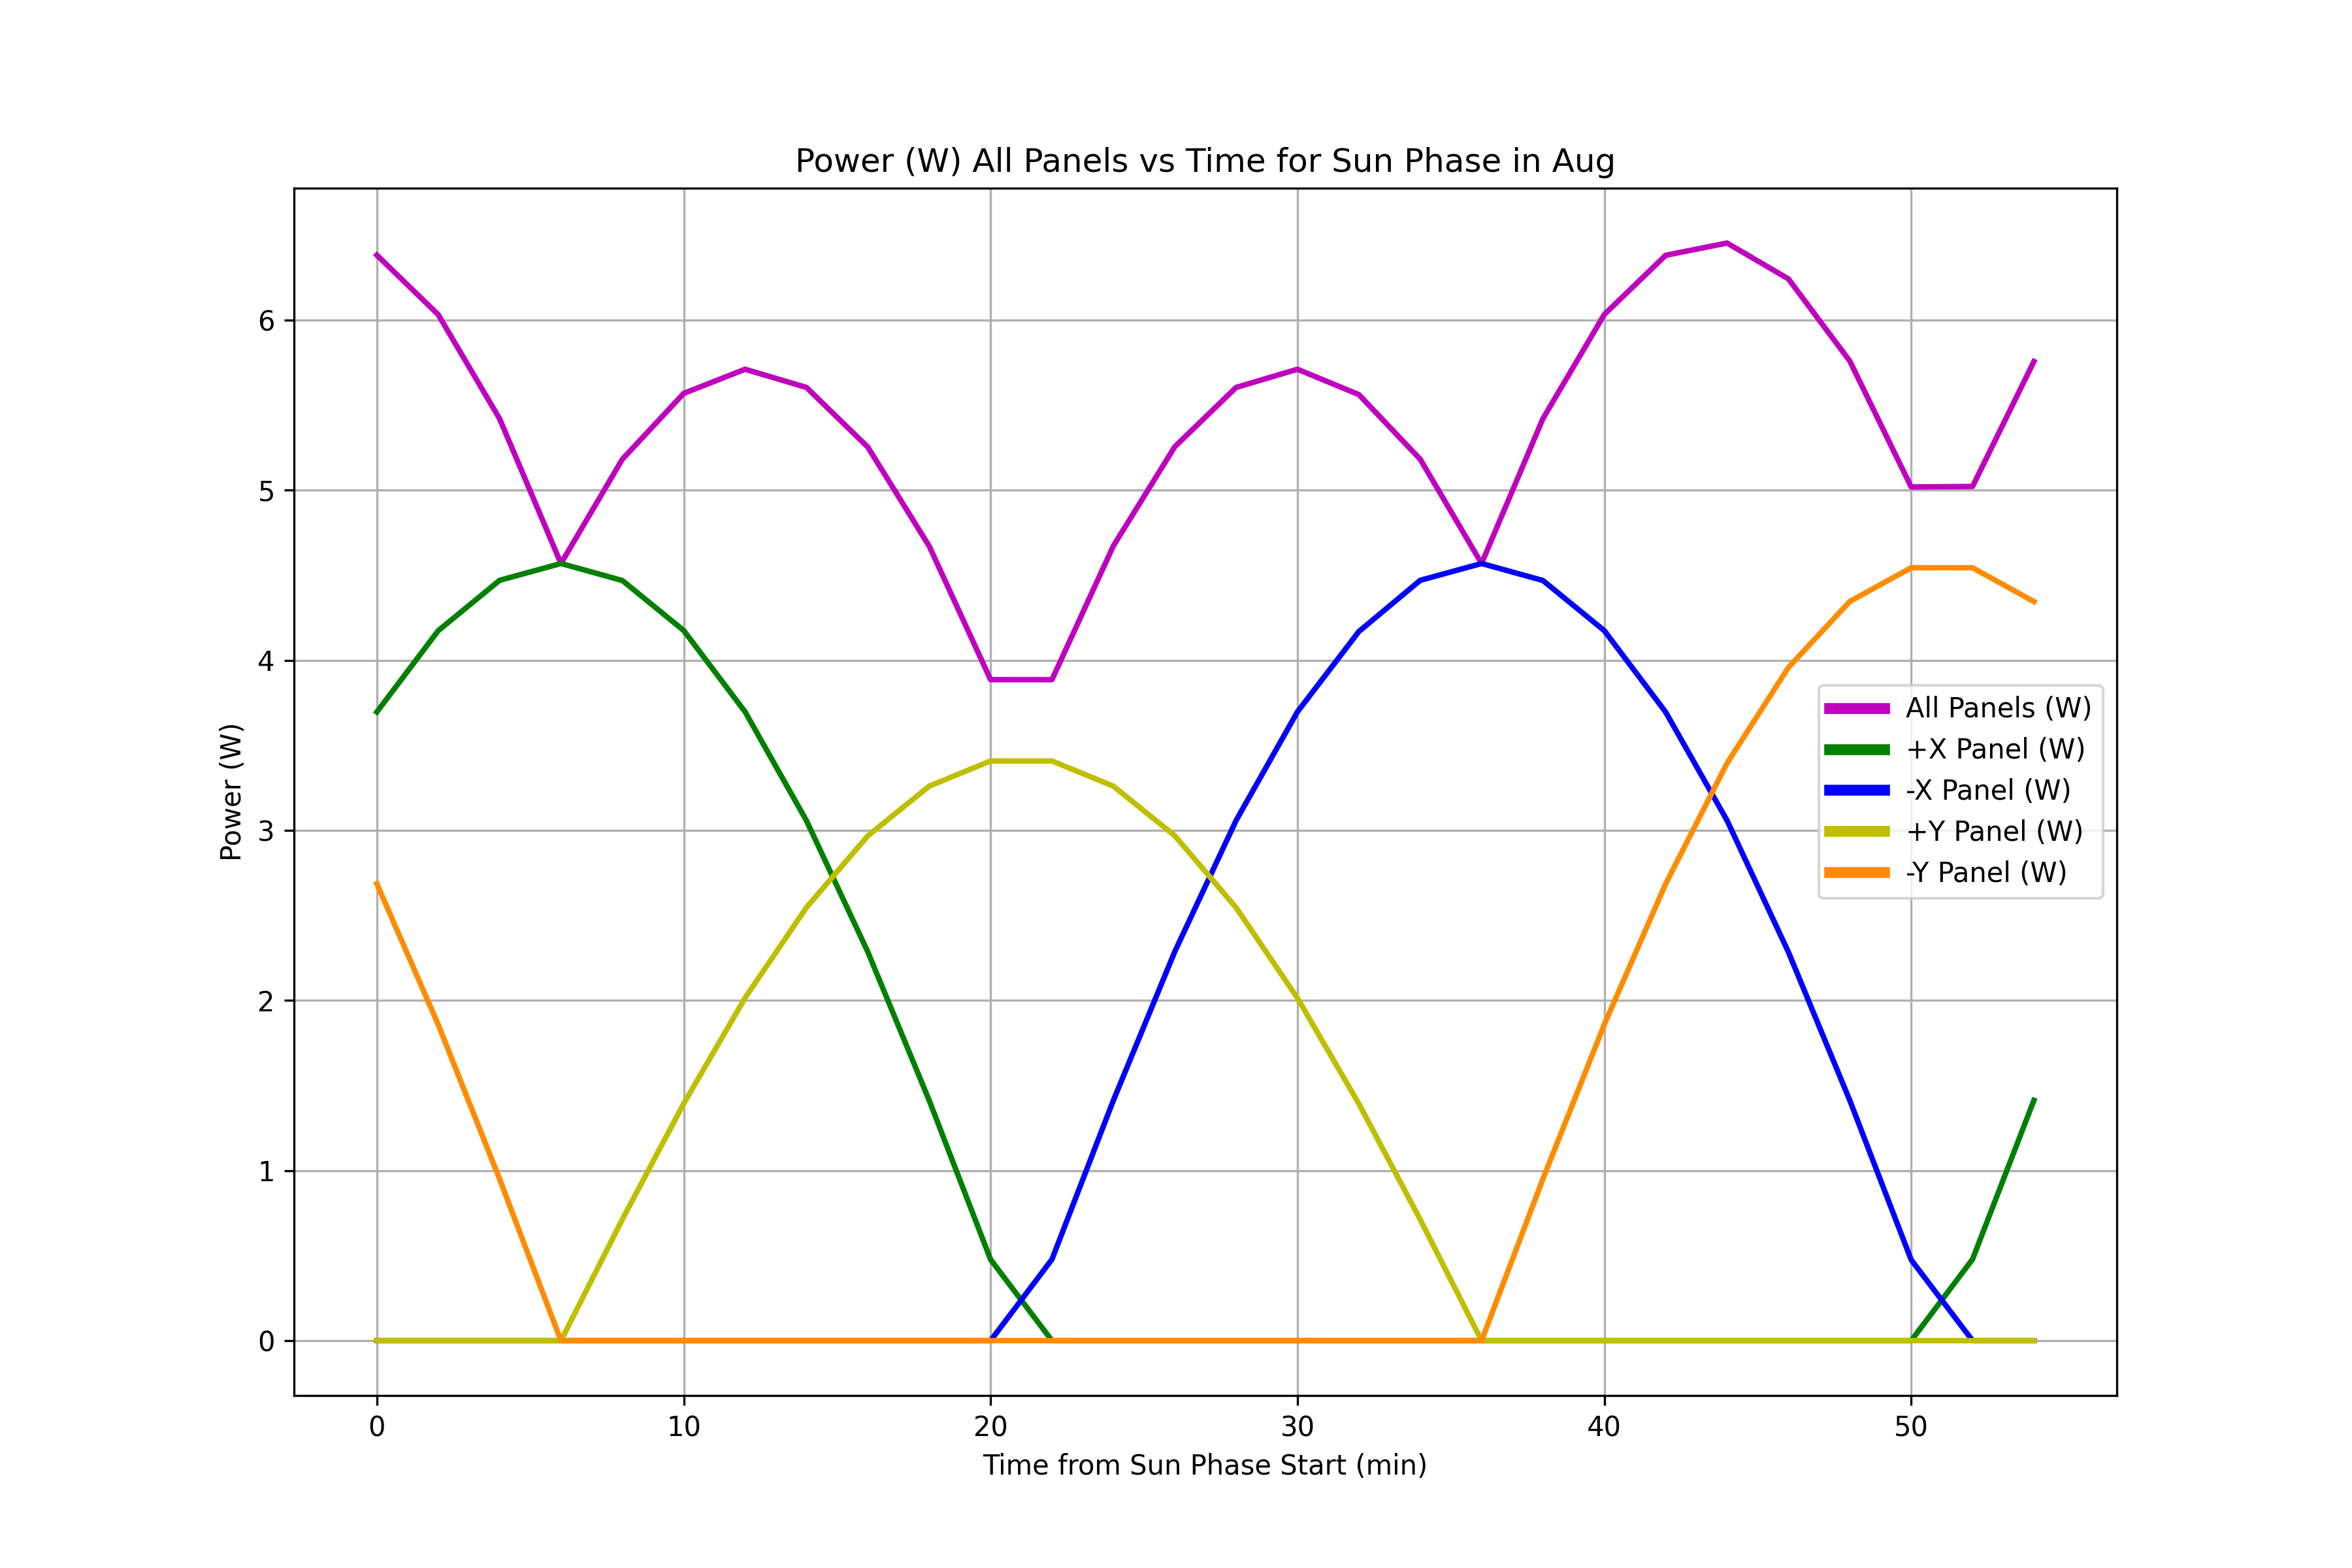 Power (W) All Panels vs Time for Sun Phase in Aug
6
5
4
3
2
1
0
Power (W)
All Panels (W)
+X Panel (W)
-X Panel (W)
+Y Panel (W)
-Y Panel (W)
0 10 20 30 40 50
Time from Sun Phase Start (min)